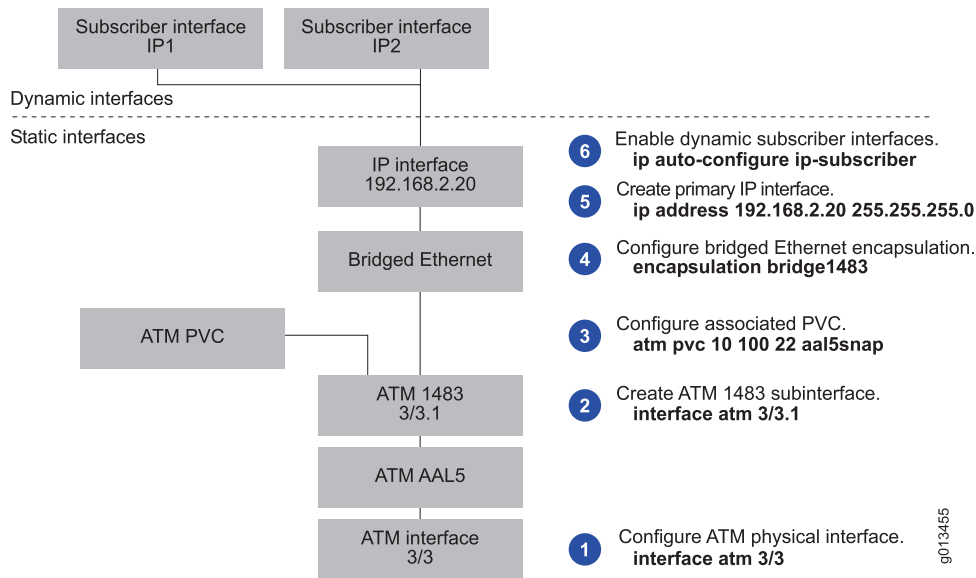 Subscriber interface
IP1
Subscriber interface
IP2
Dynamic interfaces
Static interfaces
IP interface
192.168.2.20
6
Enable dynamic subscriber interfaces.
ip auto-configure ip-subscriber
5
Create primary IP interface.
ip address 192.168.2.20 255.255.255.0
Bridged Ethernet
4
Configure bridged Ethernet encapsulation.
encapsulation bridge1483
ATM PVC
3
Configure associated PVC.
atm pvc 10 100 22 aal5snap
ATM 1483
3/3.1
2
Create ATM 1483 subinterface.
interface atm 3/3.1
ATM AAL5
ATM interface
3/3
1
Configure ATM physical interface.
interface atm 3/3
g013455